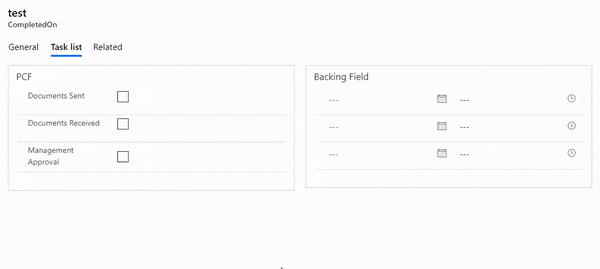 test
CompletedOn
General Task list Related
PCF
Documents Sent
Documents Received
Management
Approval
Backing Field
--- ---
--- ---
--- ---